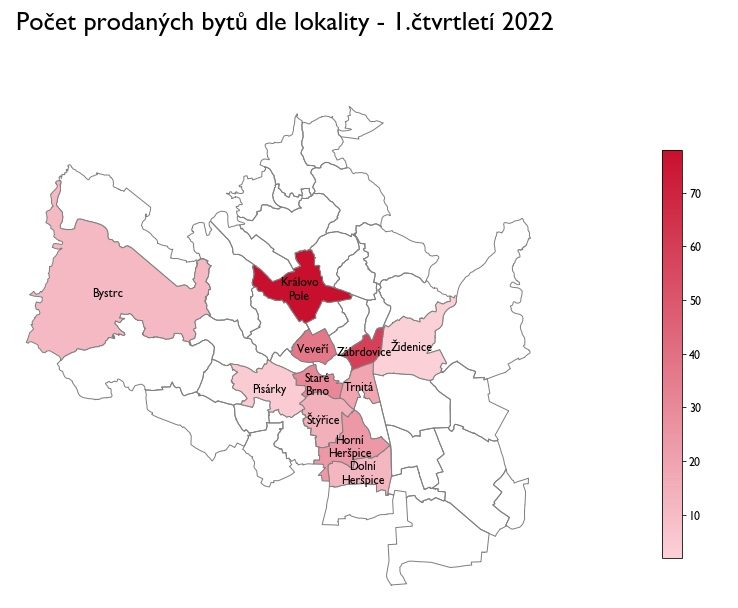 Počet prodaných bytů dle lokality - 1.čtvrtletí 2022
Bystrc
Královo
Pole
Veveří
Zábrdovice
Židenice
Pisárky
Staré
Brno
Trnitá
Štýřice
Horní
Heršpice
Dolní
Heršpice
70
60
50
40
30
20
10